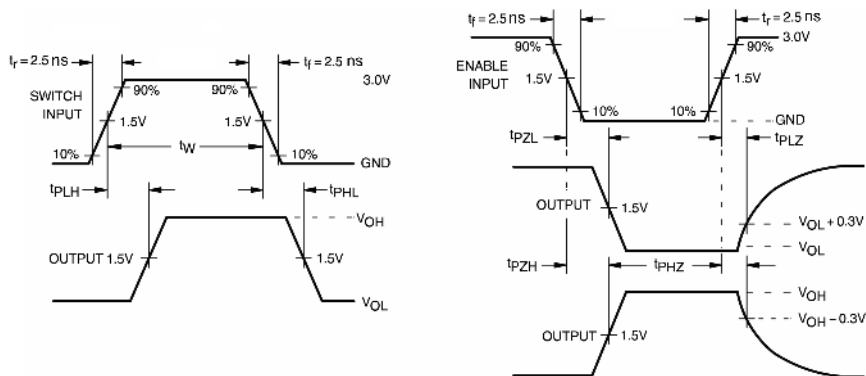 tr = 2.5 ns
tf = 2.5 ns
3.0V
90%
90%
SWITCH
INPUT
1.5V
1.5V
10%
tW
10%
GND
tPLH
tPHL
VOH
OUTPUT 1.5V
1.5V
VOL
tf = 2.5 ns
tr = 2.5 ns
3.0V
90%
90%
ENABLE
INPUT
1.5V
1.5V
10%
10%
GND
tPZL
tPLZ
OUTPUT
1.5V
VOL + 0.3V
VOL
tPZH
tPHZ
VOH
VOH – 0.3V
OUTPUT
1.5V